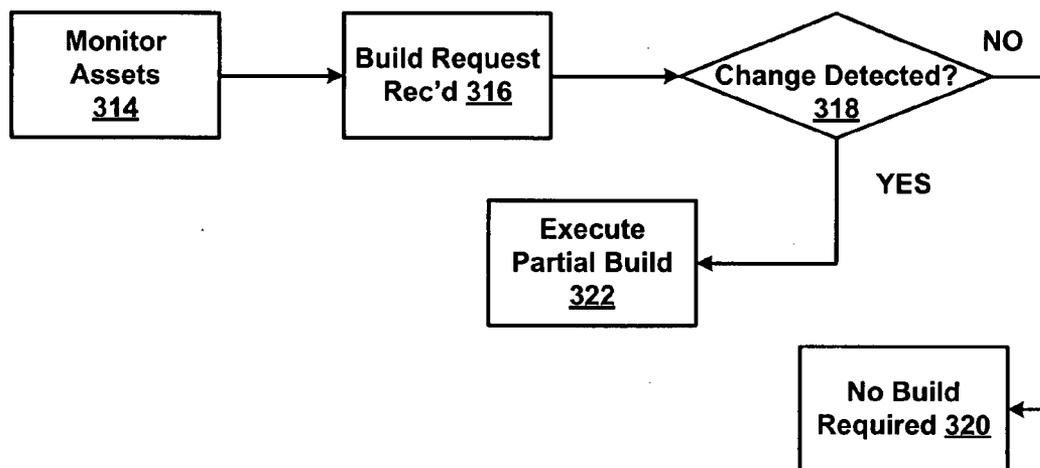 Monitor
Assets
314
Build Request
Rec'd 316
Change Detected?
318
NO
YES
Execute
Partial Build
322
No Build
Required 320